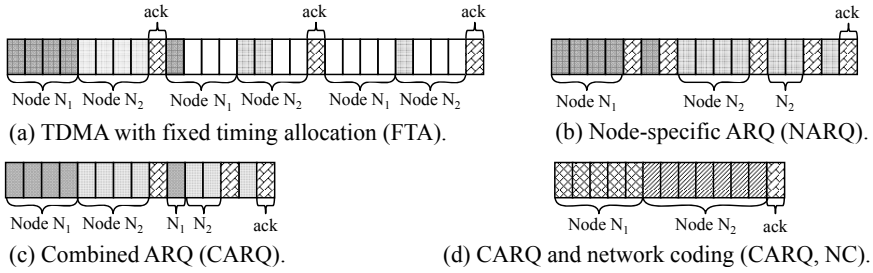 ack ack ack ack
Node N1 Node N2 Node N1 Node N2 Node N1 Node N2 Node N1 Node N2 N2
(a) TDMA with fixed timing allocation (FTA). (b) Node-specific ARQ (NARQ).
Node N1 Node N2 N1 N2 ack Node N1 Node N2 ack
(c) Combined ARQ (CARQ). (d) CARQ and network coding (CARQ, NC).